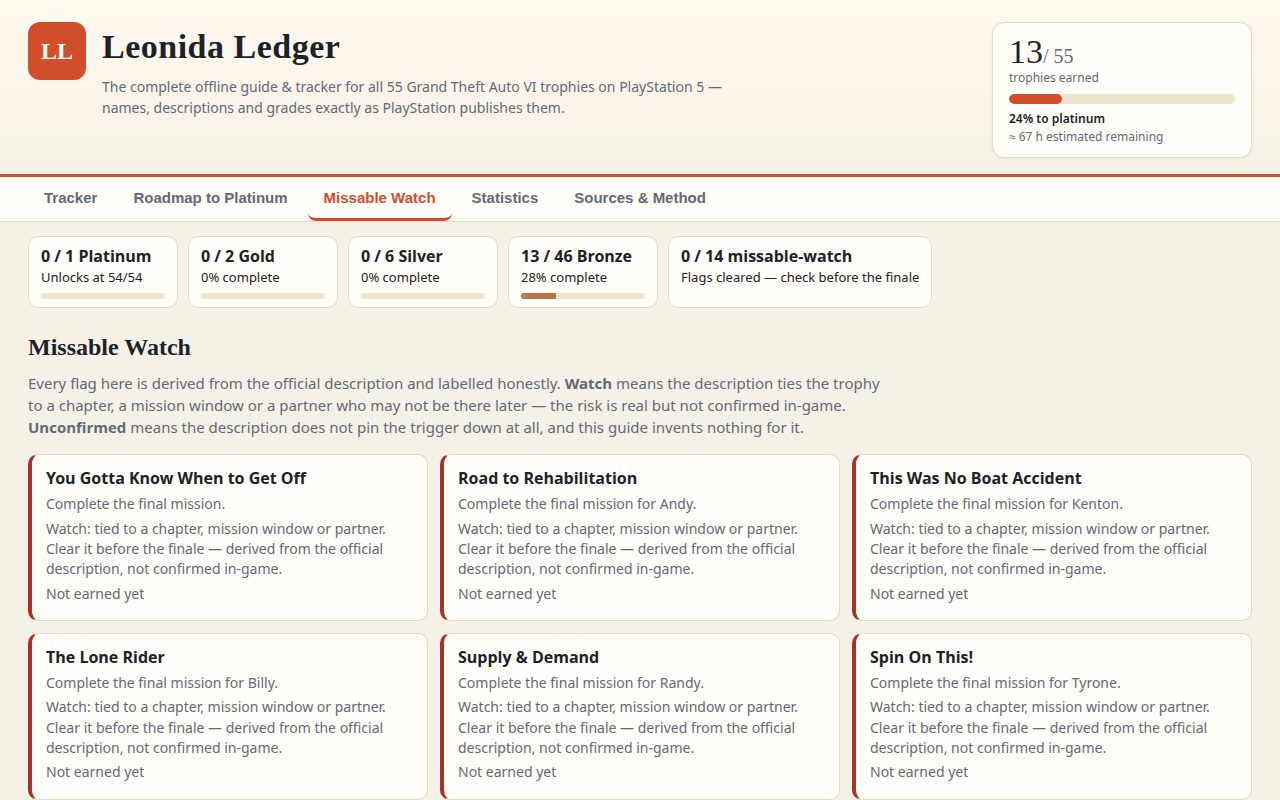 LL
Leonida Ledger
The complete offline guide & tracker for all 55 Grand Theft Auto VI trophies on PlayStation 5 —
names, descriptions and grades exactly as PlayStation publishes them.
13/ 55
trophies earned
24% to platinum
≈ 67 h estimated remaining
Tracker
Roadmap to Platinum
Missable Watch
Statistics
Sources & Method
0 / 1 Platinum
Unlocks at 54/54
0 / 2 Gold
0% complete
0 / 6 Silver
0% complete
13 / 46 Bronze
28% complete
0 / 14 missable-watch
Flags cleared — check before the finale
Missable Watch
Every flag here is derived from the official description and labelled honestly. Watch means the description ties the trophy
to a chapter, a mission window or a partner who may not be there later — the risk is real but not confirmed in-game.
Unconfirmed means the description does not pin the trigger down at all, and this guide invents nothing for it.
You Gotta Know When to Get Off
Complete the final mission.
Watch: tied to a chapter, mission window or partner.
Clear it before the finale — derived from the official
description, not confirmed in-game.
Not earned yet
Road to Rehabilitation
Complete the final mission for Andy.
Watch: tied to a chapter, mission window or partner.
Clear it before the finale — derived from the official
description, not confirmed in-game.
Not earned yet
This Was No Boat Accident
Complete the final mission for Kenton.
Watch: tied to a chapter, mission window or partner.
Clear it before the finale — derived from the official
description, not confirmed in-game.
Not earned yet
The Lone Rider
Complete the final mission for Billy.
Watch: tied to a chapter, mission window or partner.
Clear it before the finale — derived from the official
description, not confirmed in-game.
Not earned yet
Supply & Demand
Complete the final mission for Randy.
Watch: tied to a chapter, mission window or partner.
Clear it before the finale — derived from the official
description, not confirmed in-game.
Not earned yet
Spin On This!
Complete the final mission for Tyrone.
Watch: tied to a chapter, mission window or partner.
Clear it before the finale — derived from the official
description, not confirmed in-game.
Not earned yet